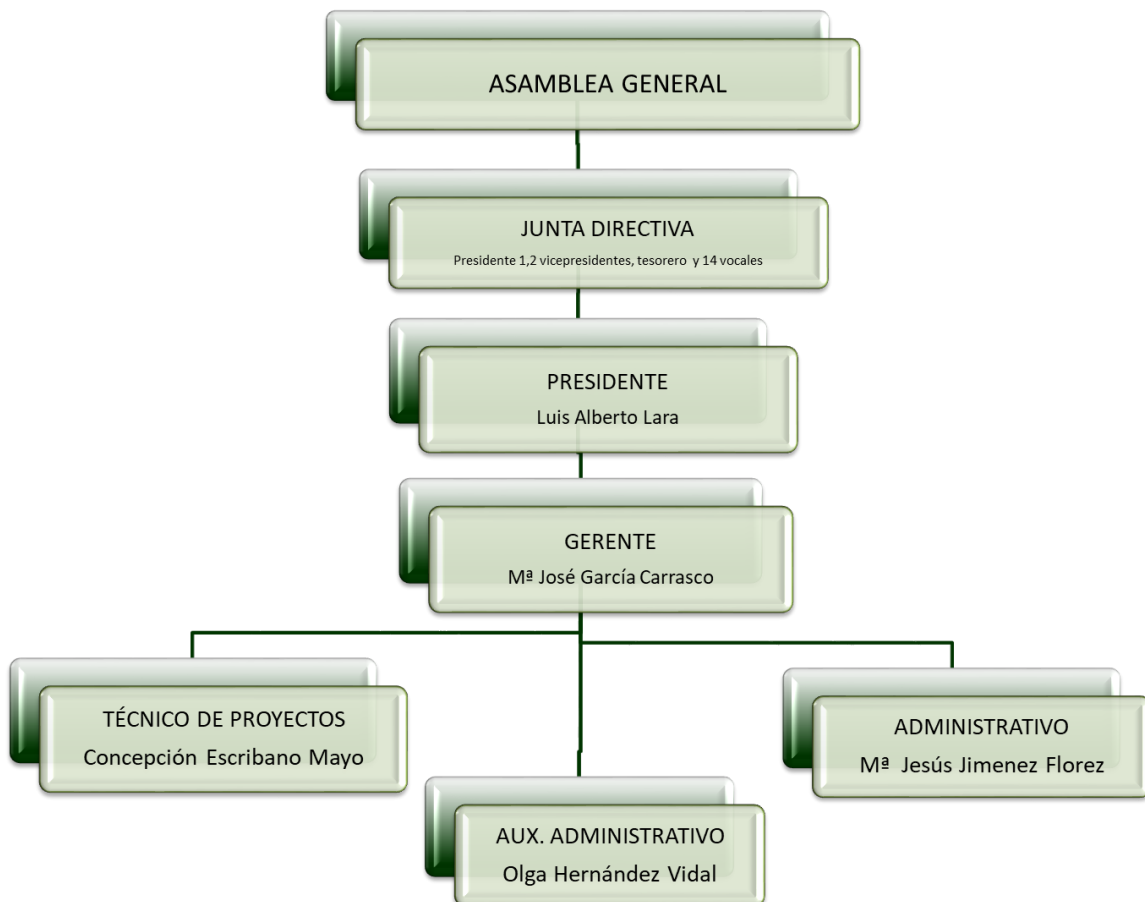 ASAMBLEA GENERAL
JUNTA DIRECTIVA
Presidente 1,2 vicepresidentes, tesorero y 14 vocales
PRESIDENTE
Luis Alberto Lara
GERENTE
Mª José García Carrasco
TÉCNICO DE PROYECTOS
Concepción Escribano Mayo
ADMINISTRATIVO
Mª Jesús Jimenez Florez
AUX. ADMINISTRATIVO
Olga Hernández Vidal